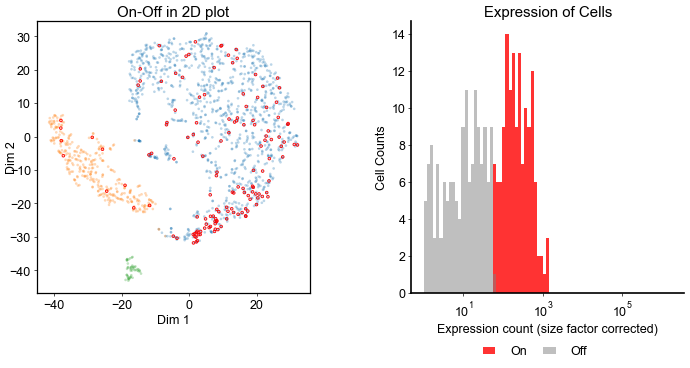 On-Off in 2D plot
30
20
10
0
−10
−20
−30
−40
Dim 2
−40
−20
0
20
Dim 1
Expression of Cells
14
12
10
8
6
4
2
0
Cell Counts
10^1
10^3
10^5
Expression count (size factor corrected)
On
Off